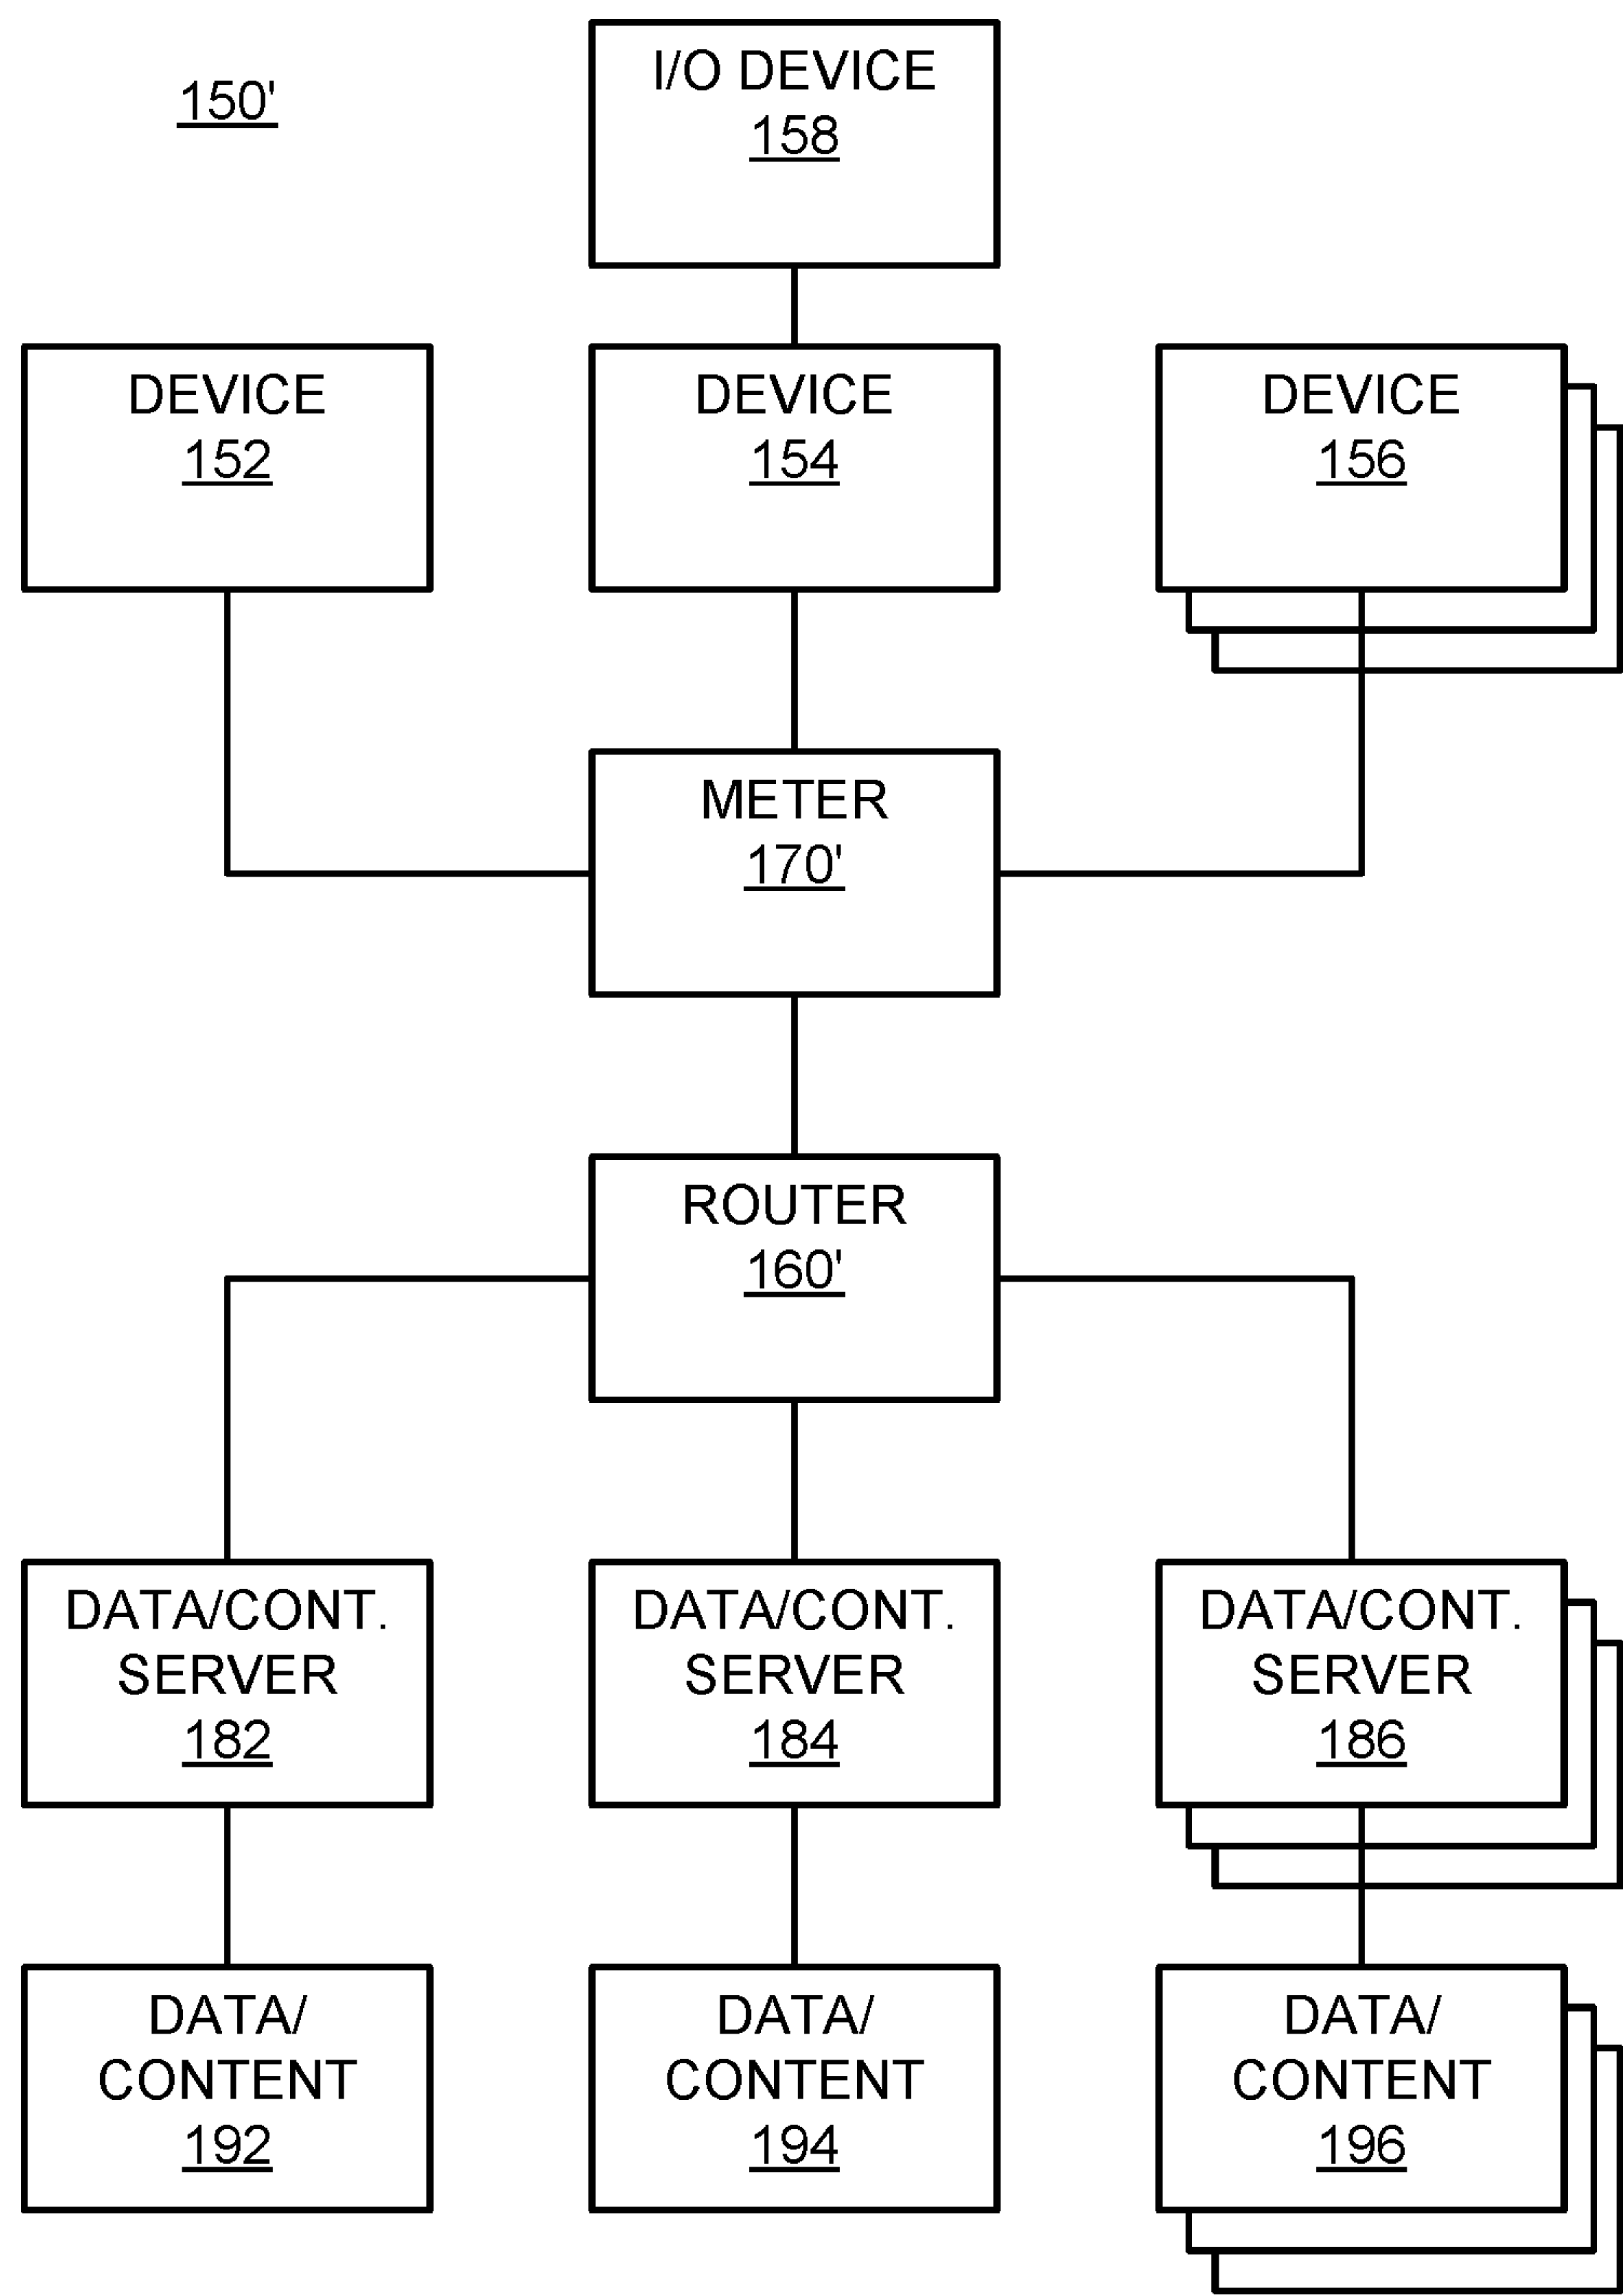 150'
I/O DEVICE
158
DEVICE
152
DEVICE
154
DEVICE
156
METER
170'
ROUTER
160'
DATA/CONT.
SERVER
182
DATA/CONT.
SERVER
184
DATA/CONT.
SERVER
186
DATA/
CONTENT
192
DATA/
CONTENT
194
DATA/
CONTENT
196